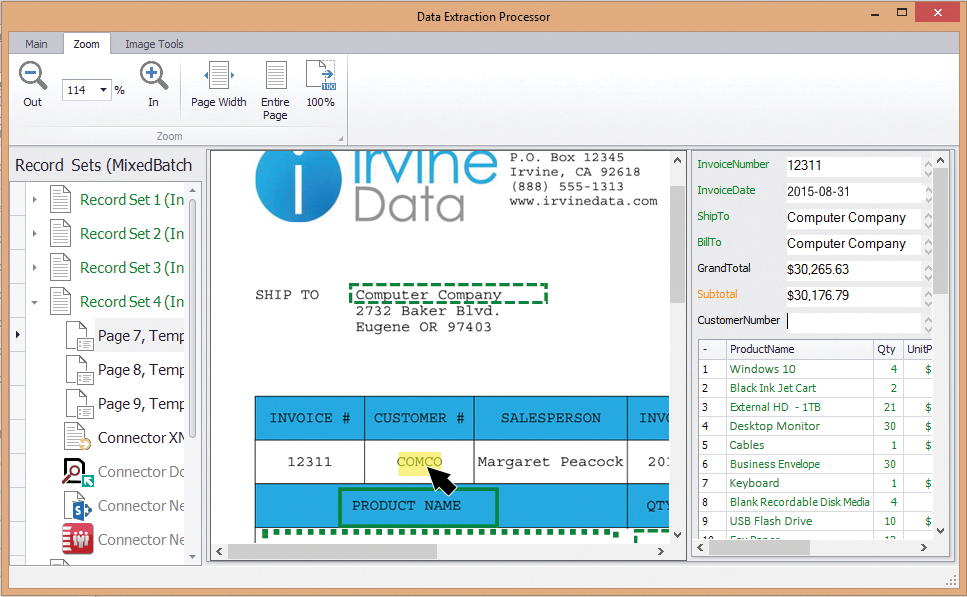 Data Extraction Processor
Main Zoom Image Tools
Out
114 %
In
Page Width
Entire
Page
100
100%
Zoom
Record Sets (MixedBatch
Record Set 1 (In
Record Set 2 (In
Record Set 3 (In
Record Set 4 (In
Page 7, Temp
Page 8, Temp
Page 9, Temp
Connector XM
Connector Do
Connector Ne
Connector Ne
Irvine
Data
P.O. Box 12345
Irvine, CA 92618
(888) 555-1313
www.irvinedata.com
SHIP TO Computer Company
2732 Baker Blvd.
Eugene OR 97403
INVOICE # CUSTOMER # SALESPERSON INVO
12311 COMCO Margaret Peacock 201
PRODUCT NAME QTY
InvoiceNumber 12311
InvoiceDate 2015-08-31
ShipTo Computer Company
BillTo Computer Company
GrandTotal $30,265.63
Subtotal $30,176.79
CustomerNumber
- ProductName Qty UnitP
1 Windows 10 4 $
2 Black Ink Jet Cart 2
3 External HD - 1TB 21 $
4 Desktop Monitor 30 $
5 Cables 1 $
6 Business Envelope 30
7 Keyboard 1 $
8 Blank Recordable Disk Media 4
9 USB Flash Drive 10 $